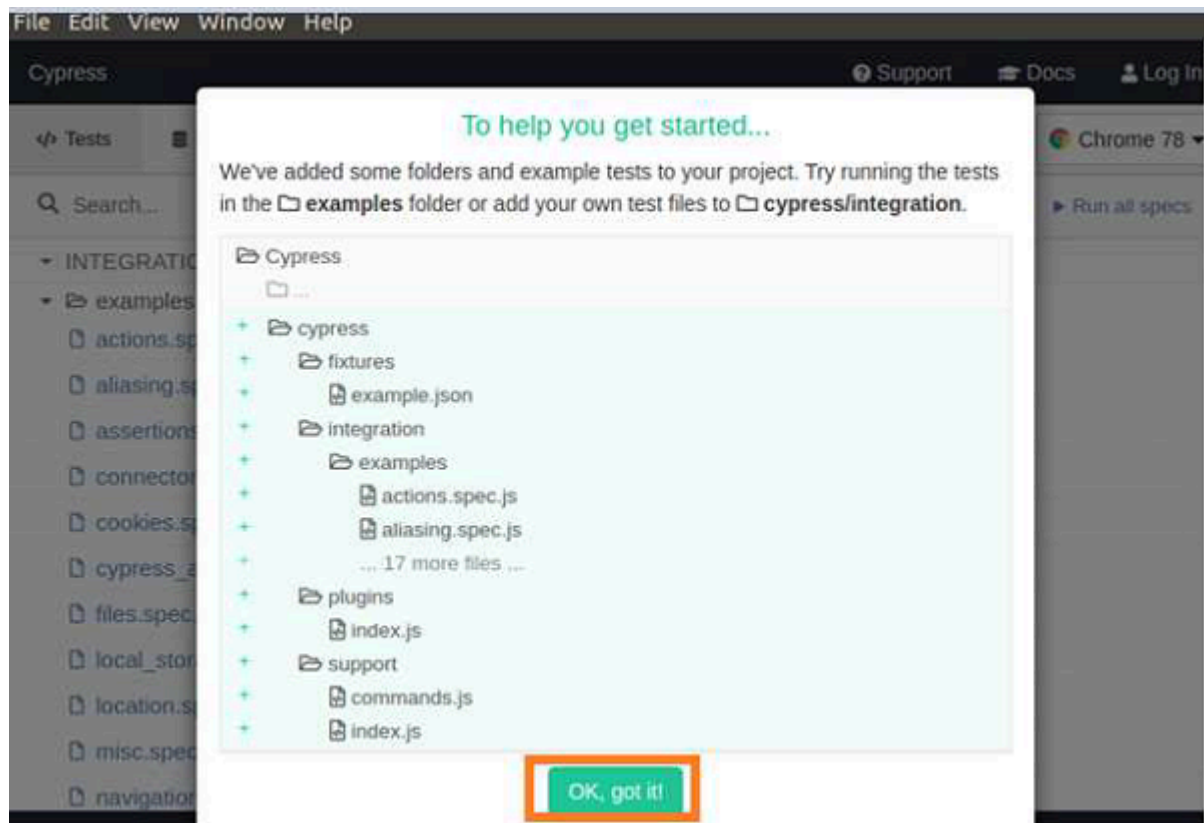 File Edit View Window Help
Cypress Support Docs Log In
Tests Chrome 78
To help you get started...
We've added some folders and example tests to your project. Try running the tests
in the examples folder or add your own test files to cypress/integration.
Search... Run all specs
INTEGRATIO
examples
actions.sp
aliasing.sp
assertions
connector
cookies.sp
cypress_a
files.spec.
local_stor
location.s
misc.spec
navigation
Cypress
...
cypress
fixtures
example.json
integration
examples
actions.spec.js
aliasing.spec.js
... 17 more files ...
plugins
index.js
support
commands.js
index.js
OK, got it!